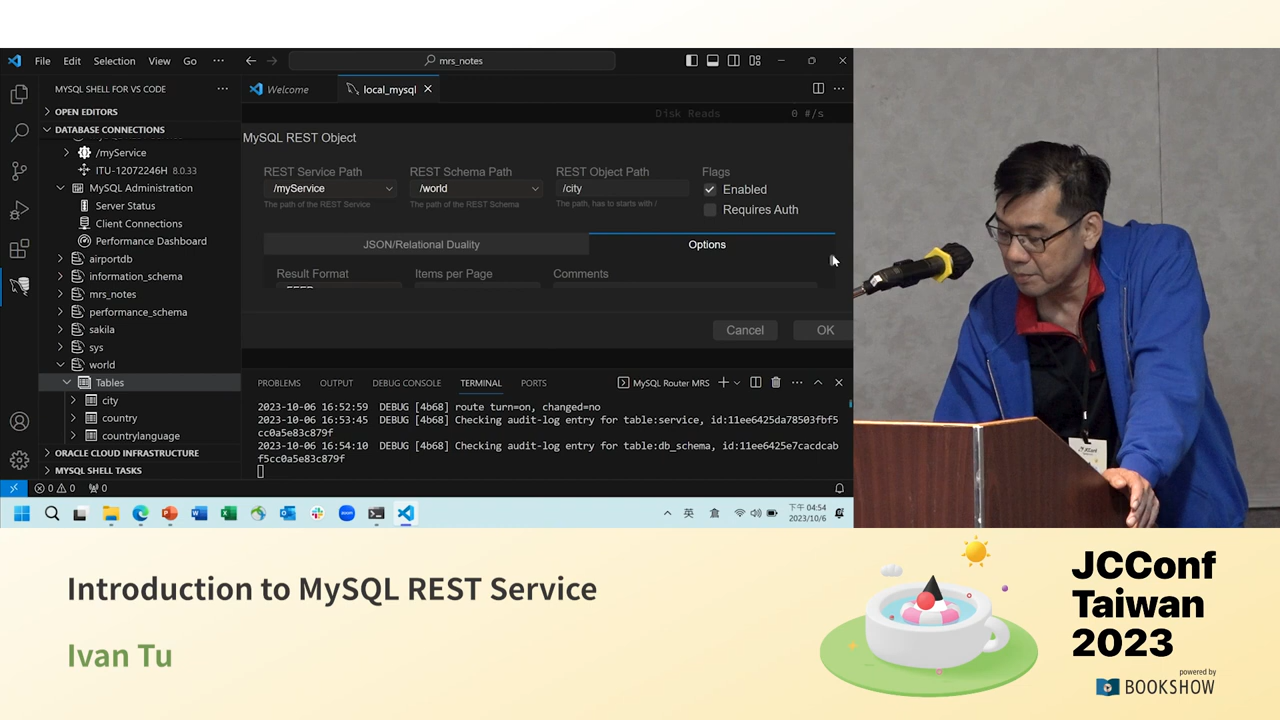 File Edit Selection View Go ··· mrs_notes
MYSQL SHELL FOR VS CODE ···
Welcome
local_mysql
OPEN EDITORS
DATABASE CONNECTIONS
/myService
ITU-12072246H 8.0.33
MySQL Administration
Server Status
Client Connections
Performance Dashboard
airportdb
information_schema
mrs_notes
performance_schema
sakila
sys
world
Tables
city
country
countrylanguage
ORACLE CLOUD INFRASTRUCTURE
MYSQL SHELL TASKS
Disk Reads 0 #/s
MySQL REST Object
REST Service Path REST Schema Path REST Object Path Flags
/myService /world /city Enabled
The path of the REST Service The path of the REST Schema The path, has to starts with / Requires Auth
JSON/Relational Duality Options
Result Format Items per Page Comments
FEED
Cancel OK
PROBLEMS OUTPUT DEBUG CONSOLE TERMINAL PORTS MySQL Router MRS
2023-10-06 16:52:59 DEBUG [4b68] route turn=on, changed=no
2023-10-06 16:53:45 DEBUG [4b68] Checking audit-log entry for table:service, id:11ee6425da78503fbf5
cc0a5e83c879f
2023-10-06 16:54:10 DEBUG [4b68] Checking audit-log entry for table:db_schema, id:11ee6425e7cacdcab
f5cc0a5e83c879f
0 0 0
英 下午 04:54
2023/10/6
Introduction to MySQL REST Service
Ivan Tu
JCConf
Taiwan
2023
powered by
BOOKSHOW